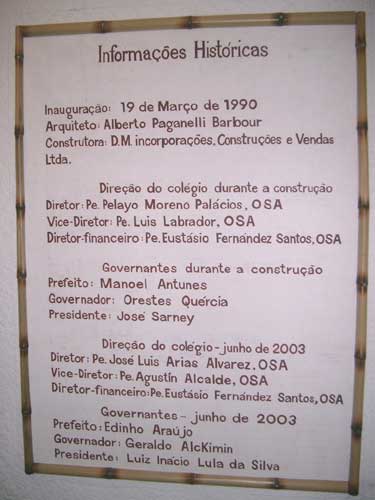 Informações Históricas
Inauguração: 19 de Março de 1990
Arquiteto: Alberto Paganelli Barbour
Construtora: D.M. incorporações, Construções e Vendas
Ltda.
Direção do colégio durante a construção
Diretor: Pe. Pelayo Moreno Palácios, OSA
Vice-Diretor: Pe. Luis Labrador, OSA
Diretor-financeiro: Pe. Eustásio Fernández Santos, OSA
Governantes durante a construção
Prefeito: Manoel Antunes
Governador: Orestes Quércia
Presidente: José Sarney
Direção do colégio - junho de 2003
Diretor: Pe. José Luis Arias Alvarez, OSA
Vice-Diretor: Pe. Agustín Alcalde, OSA
Diretor-financeiro: Pe. Eustásio Fernández Santos, OSA
Governantes - junho de 2003
Prefeito: Edinho Araújo
Governador: Geraldo AlcKimin
Presidente: Luiz Inácio Lula da Silva